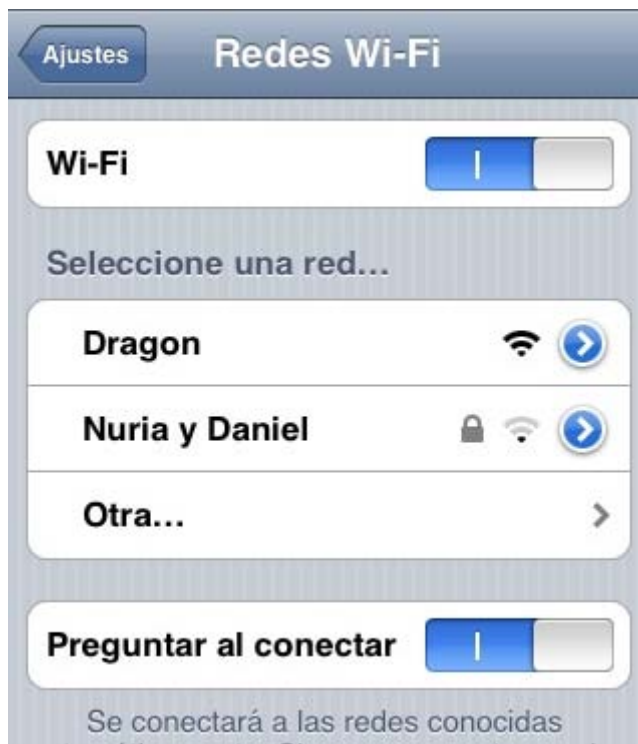 Ajustes
Redes Wi-Fi
Wi-Fi
Seleccione una red...
Dragon
Nuria y Daniel
Otra...
Preguntar al conectar
Se conectará a las redes conocidas